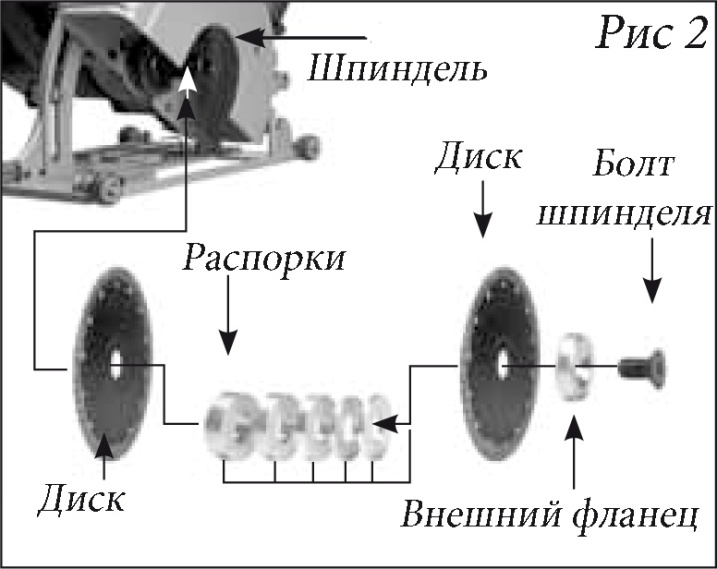 Рис 2
Шпиндель
Диск
Болт
шпинделя
Распорки
Диск
Внешний фланец